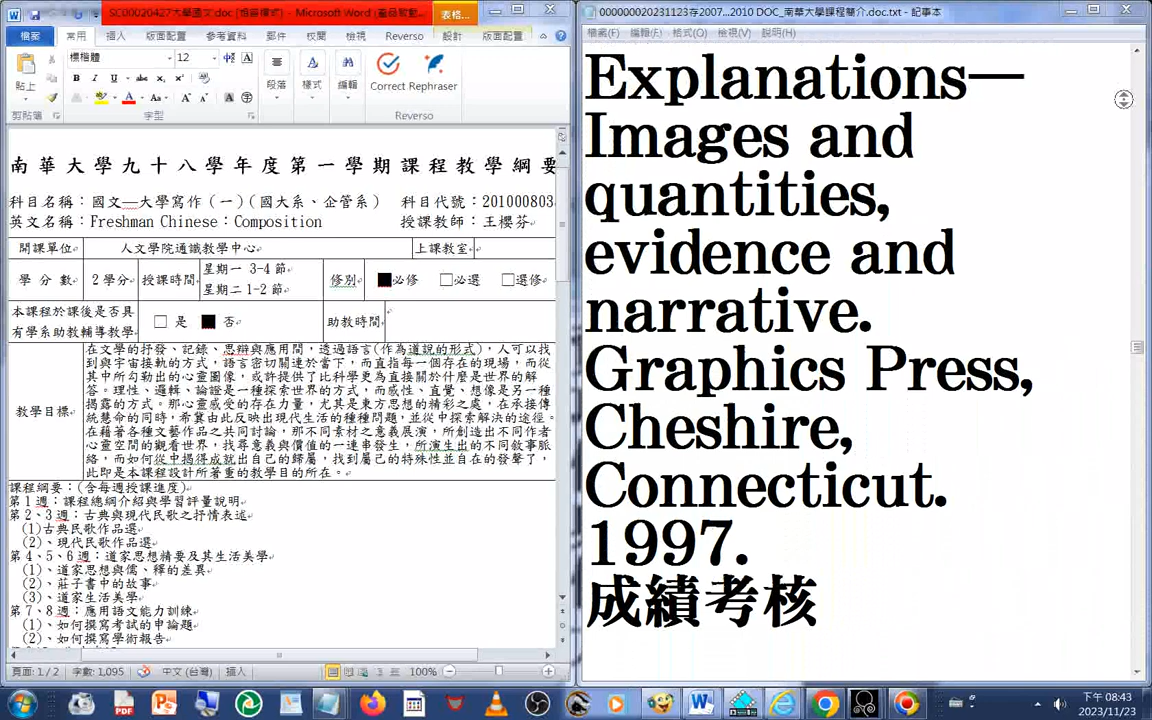 SC00020427大學國文.doc (相容模式) - Microsoft Word (產品啟動...
表格...
檔案 常用 插入 版面配置 參考資料 郵件 校閱 檢視 Reverso 設計 版面配置
標楷體 12
貼上
段落 樣式 編輯 Correct Rephraser
剪貼簿 字型 Reverso
南華大學九十八學年度第一學期課程教學綱要
科目名稱：國文—大學寫作（一）(國大系、企管系) 科目代號：201000803
英文名稱：Freshman Chinese：Composition 授課教師：王櫻芬
開課單位 人文學院通識教學中心 上課教室
學 分 數 2 學分 授課時間 星期一 3-4 節 修別 ■必修 □必選 □選修
星期二 1-2 節
本課程於課後是否具 □ 是 ■ 否 助教時間
有學系助教輔導教學
教學目標
在文學的抒發、記錄、思辯與應用間，透過語言(作為道說的形式)，人可以找
到與宇宙接軌的方式，語言密切關連於當下，而直指每一個存在的現場，而從
其中所勾勒出的心靈圖像，或許提供了比科學更為直接關於什麼是世界的解
答。理性、邏輯、論證是一種探索世界的方式，而感性、直覺、想像是另一種
揭露的方式。那心靈感受的存在力量，尤其是東方思想的精彩之處，在承接傳
統慧命的同時，希冀由此反映出現代生活的種種問題，並從中探索解決的途徑。
在藉著各種文藝作品之共同討論，那不同素材之意義展演，所創造出不同作者
心靈空間的觀看世界，找尋意義與價值的一連串發生，所演生出的不同敘事脈
絡，而如何從中揭得成就出自己的歸屬，找到屬己的特殊性並自在的發聲了，
此即是本課程設計所著重的教學目的所在。
課程綱要：(含每週授課進度)
第 1 週：課程總綱介紹與學習評量說明
第 2、3 週：古典與現代民歌之抒情表述
(1)古典民歌作品選
(2)、現代民歌作品選
第 4、5、6 週：道家思想精要及其生活美學
(1)、道家思想與儒、釋的差異
(2)、莊子書中的故事
(3)、道家生活美學
第 7、8 週：應用語文能力訓練
(1)、如何撰寫考的申論題
(2)、如何撰寫學術報告
頁面: 1 / 2 字數: 1,095 中文 (台灣) 插入 100%
000000020231123存2007...2010 DOC_南華大學課程簡介.doc.txt - 記事本
檔案(F) 編輯(E) 格式(O) 檢視(V) 說明(H)
Explanations—
Images and
quantities,
evidence and
narrative.
Graphics Press,
Cheshire,
Connecticut.
1997.
成績考核
下午 08:43
2023/11/23